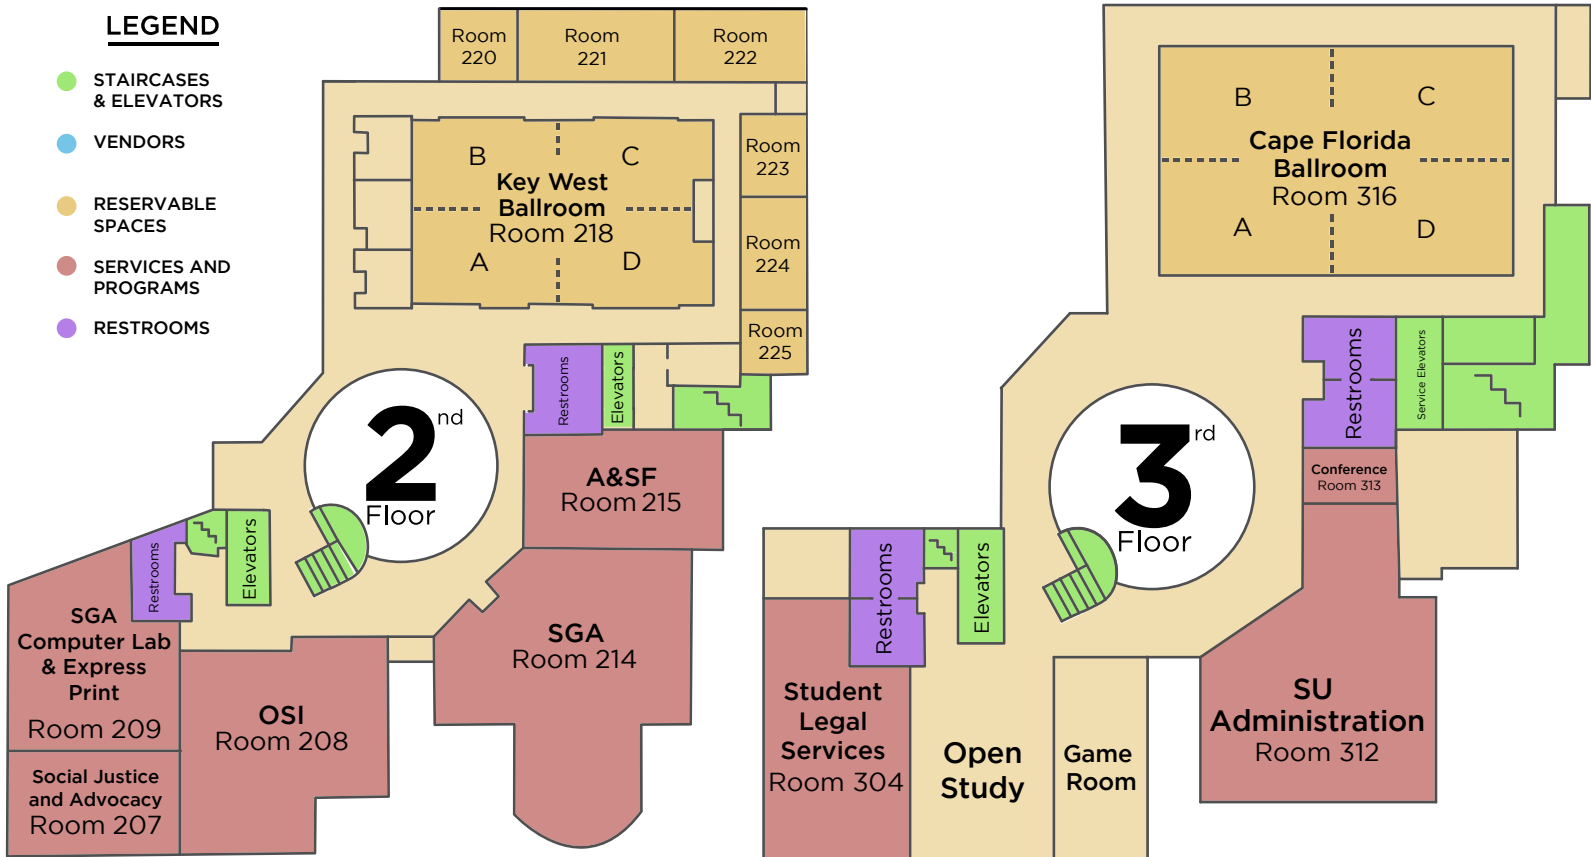 LEGEND
STAIRCASES
& ELEVATORS
VENDORS
RESERVABLE
SPACES
SERVICES AND
PROGRAMS
RESTROOMS
Room
220
Room
221
Room
222
B
C
Key West
Ballroom
Room 218
A
D
Room
223
Room
224
Room
225
Restrooms
Elevators
2nd
Floor
A&SF
Room 215
Restrooms
Elevators
SGA
Computer Lab
& Express
Print
Room 209
SGA
Room 214
OSI
Room 208
Social Justice
and Advocacy
Room 207
B
C
Cape Florida
Ballroom
Room 316
A
D
Restrooms
Service Elevators
3rd
Floor
Conference
Room 313
Restrooms
Elevators
Student
Legal
Services
Room 304
Open
Study
Game
Room
SU
Administration
Room 312